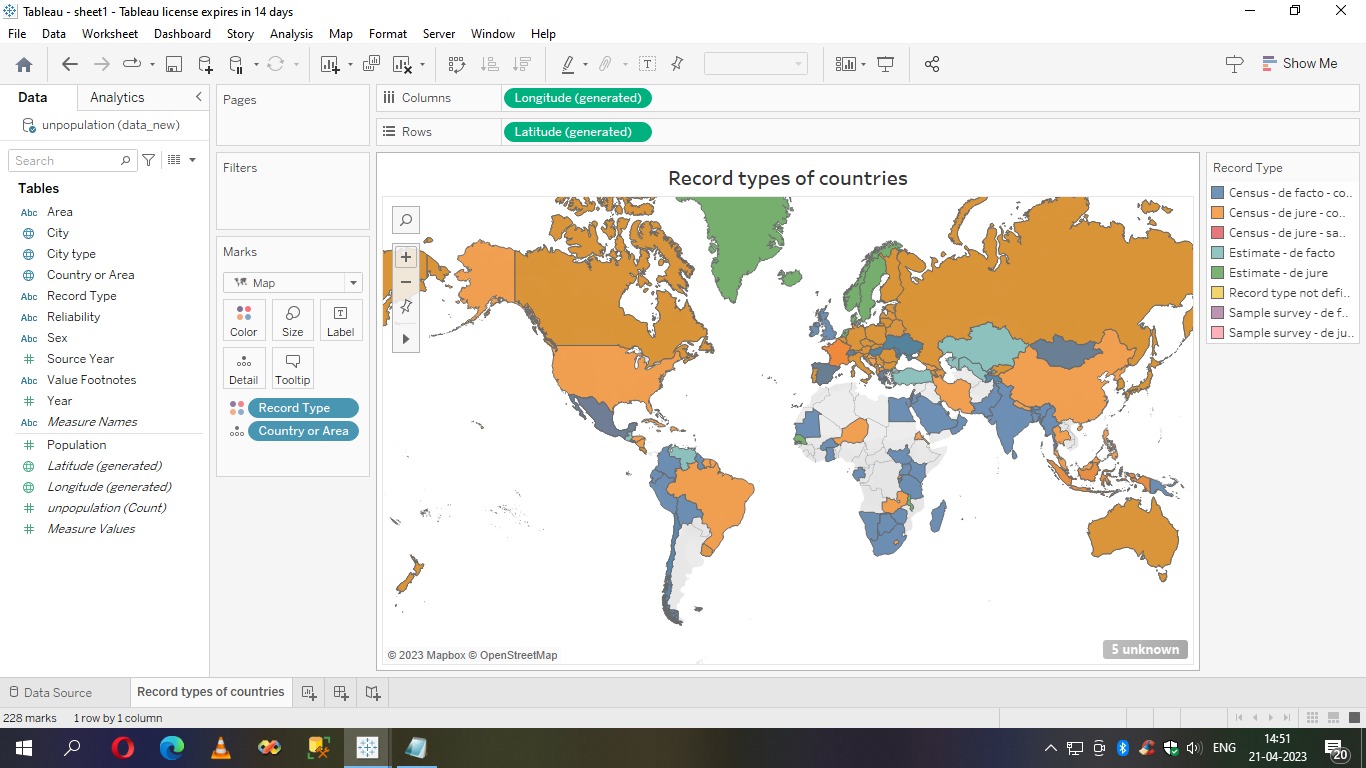 Tableau - sheet1 - Tableau license expires in 14 days
File Data Worksheet Dashboard Story Analysis Map Format Server Window Help
Show Me
Data Analytics
unpopulation (data_new)
Search
Tables
Abc Area
City
City type
Country or Area
Abc Record Type
Abc Reliability
Abc Sex
Source Year
Abc Value Footnotes
Year
Abc Measure Names
Population
Latitude (generated)
Longitude (generated)
unpopulation (Count)
Measure Values
Pages
Filters
Marks
Map
Color Size Label
Detail Tooltip
Record Type
Country or Area
Columns Longitude (generated)
Rows Latitude (generated)
Record types of countries
© 2023 Mapbox © OpenStreetMap
5 unknown
Record Type
Census - de facto - co..
Census - de jure - co...
Census - de jure - sa...
Estimate - de facto
Estimate - de jure
Record type not defi..
Sample survey - de f..
Sample survey - de ju..
Data Source Record types of countries
228 marks 1 row by 1 column
ENG
14:51
21-04-2023
20